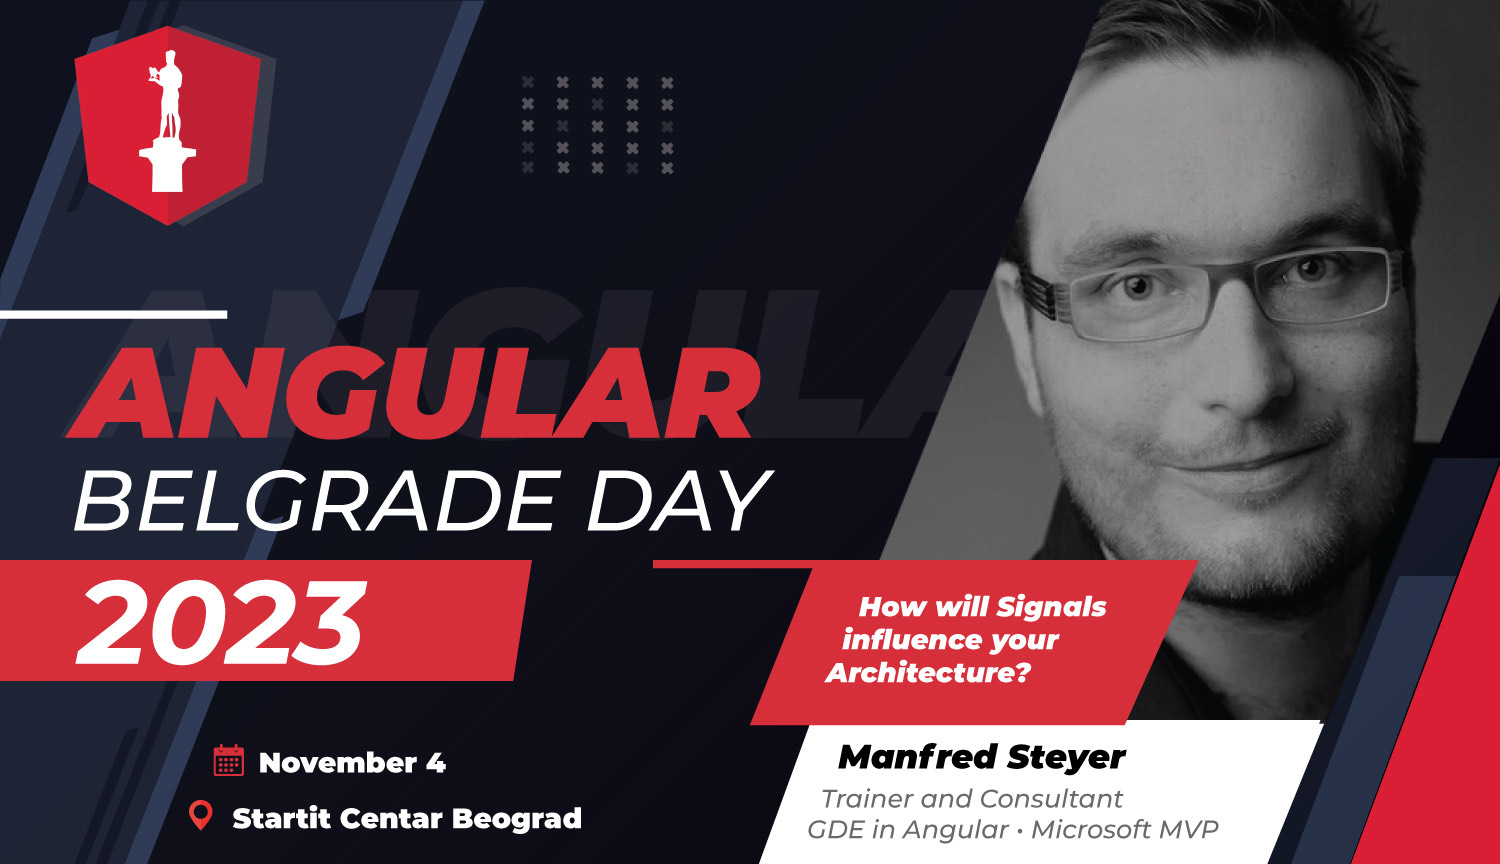 ANGULA
ANGULAR
BELGRADE DAY
2023
November 4
Startit Centar Beograd
How will Signals
influence your
Architecture?
Manfred Steyer
Trainer and Consultant
GDE in Angular • Microsoft MVP